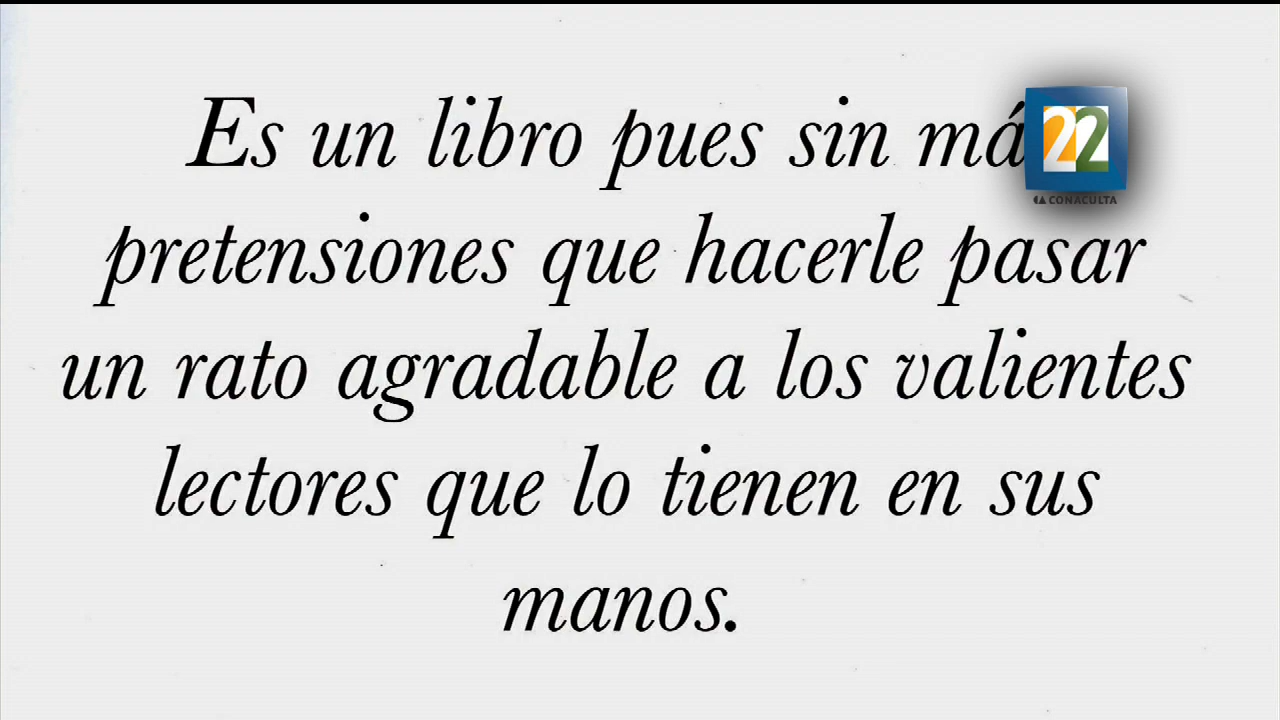 Es un libro pues sin má
22
CONACULTA
pretensiones que hacerle pasar
un rato agradable a los valientes
lectores que lo tienen en sus
manos.